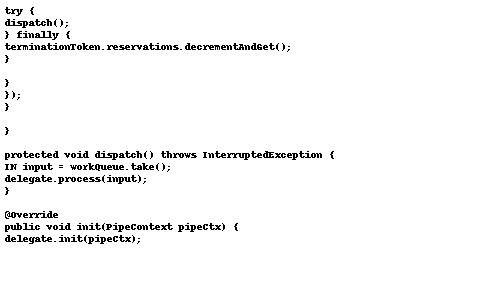 try {
dispatch();
} finally {
terminationToken.reservations.decrementAndGet();
}
}
});
}
}
protected void dispatch() throws InterruptedException {
IN input = workQueue.take();
delegate.process(input);
}
@Override
public void init(PipeContext pipeCtx) {
delegate.init(pipeCtx);